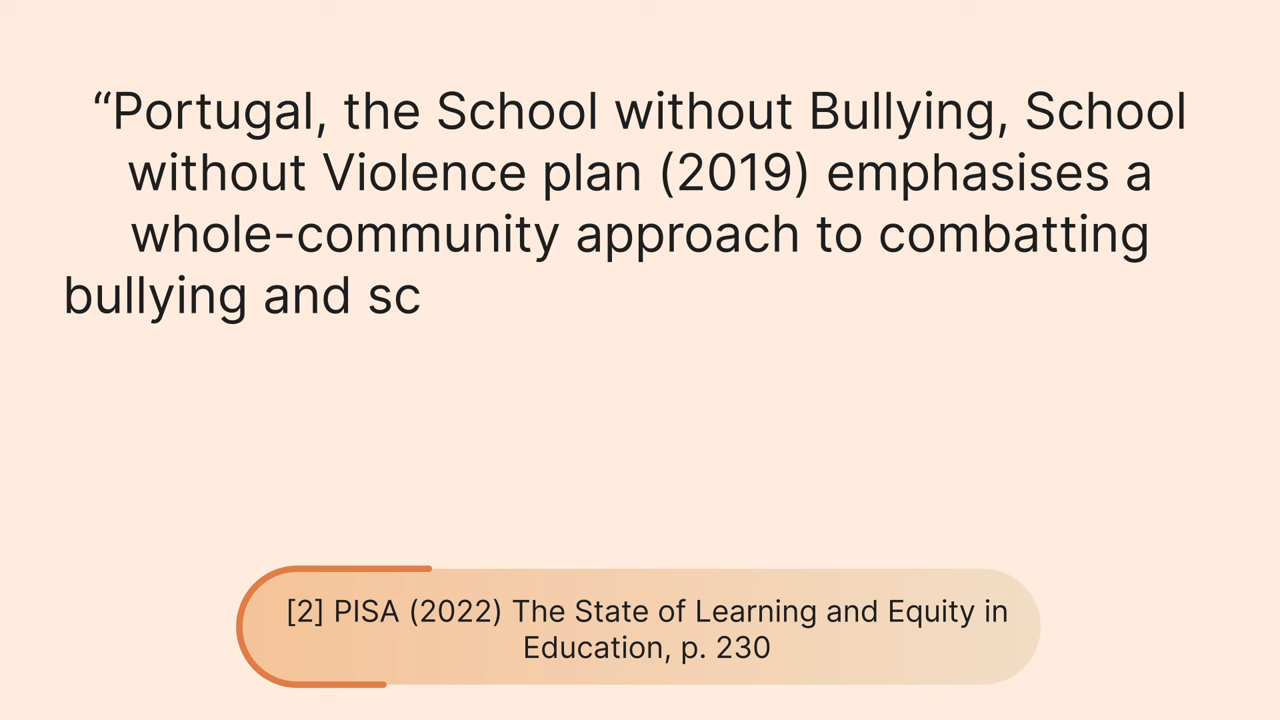 “Portugal, the School without Bullying, School
without Violence plan (2019) emphasises a
whole-community approach to combatting
bullying and sc
[2] PISA (2022) The State of Learning and Equity in
Education, p. 230